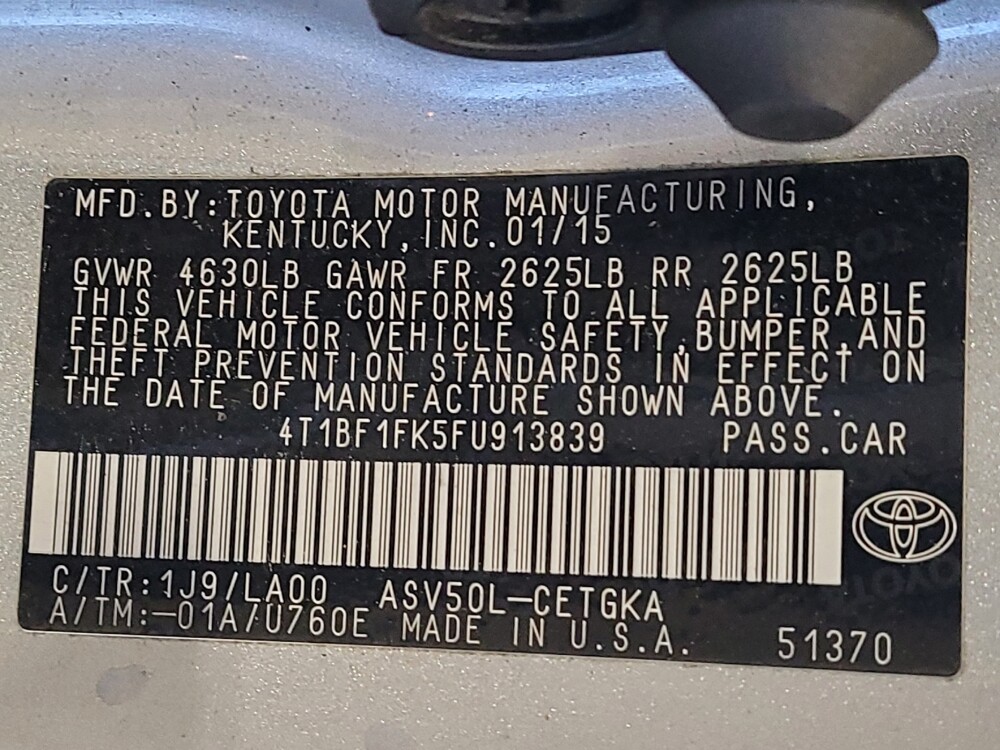 MFD.BY:TOYOTA MOTOR MANUFACTURING,
KENTUCKY,INC.01/15
GVWR 4630LB GAWR FR 2625LB RR 2625LB
THIS VEHICLE CONFORMS TO ALL APPLICABLE
FEDERAL MOTOR VEHICLE SAFETY,BUMPER,AND
THEFT PREVENTION STANDARDS IN EFFECT ON
THE DATE OF MANUFACTURE SHOWN ABOVE.
4T1BF1FK5FU913839 PASS.CAR
C/TR:1J9/LA00 ASV50L-CETGKA
A/TM:-01A/U760E MADE IN U.S.A. 51370